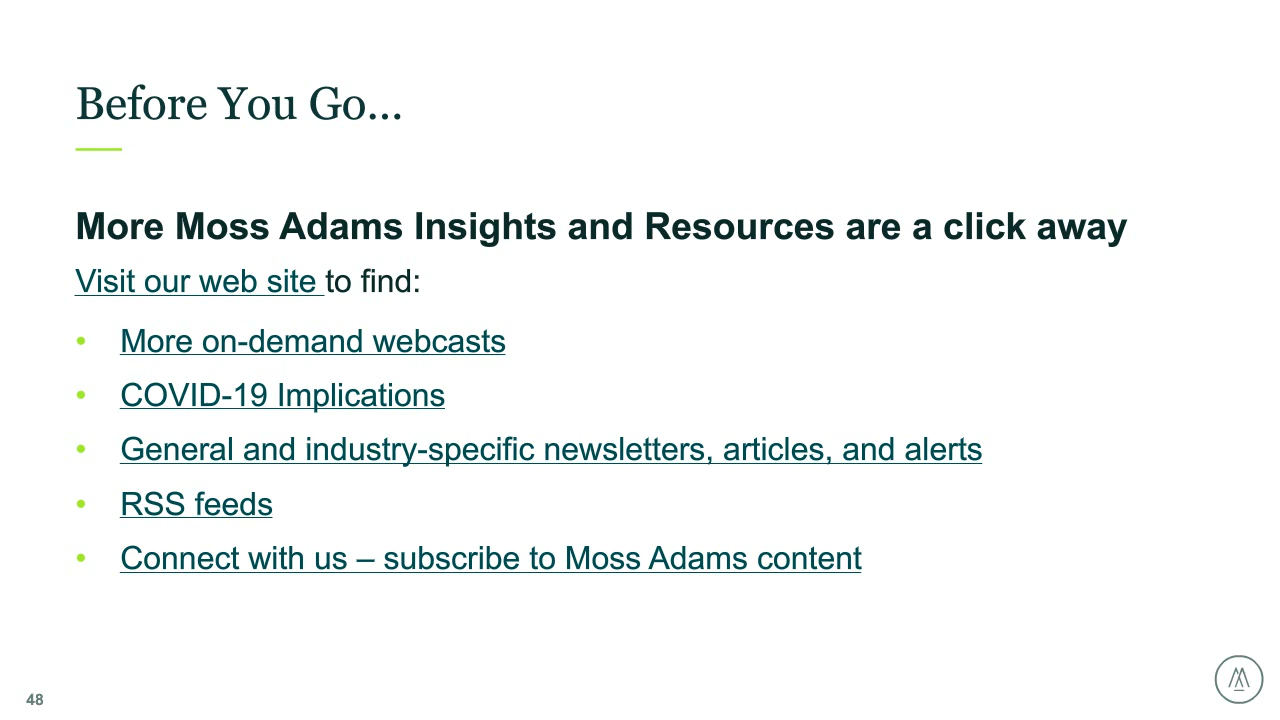 Before You Go...
More Moss Adams Insights and Resources are a click away
Visit our web site to find:
• More on-demand webcasts
• COVID-19 Implications
• General and industry-specific newsletters, articles, and alerts
• RSS feeds
• Connect with us – subscribe to Moss Adams content
48